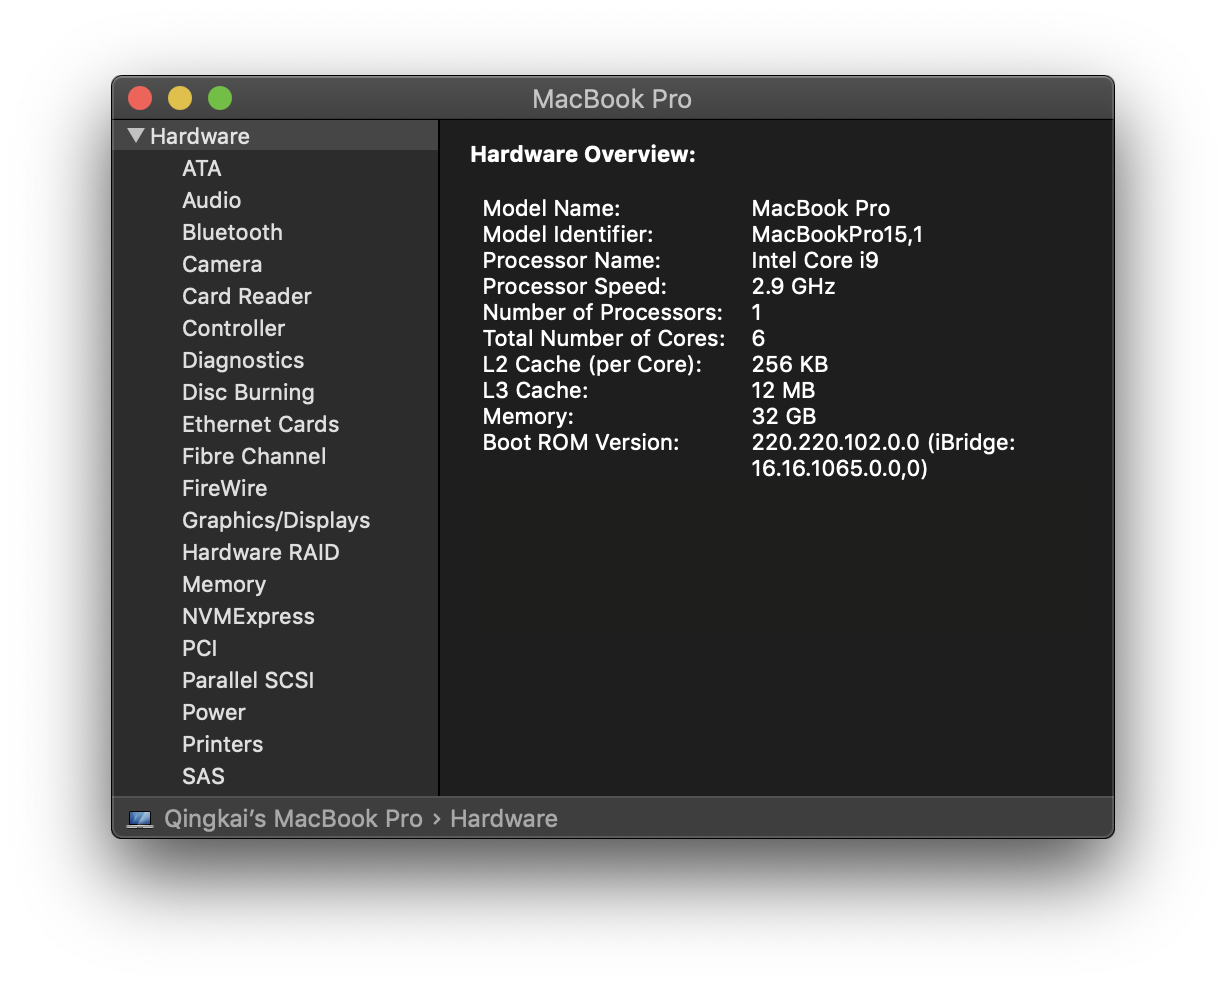 MacBook Pro
Hardware
ATA
Audio
Bluetooth
Camera
Card Reader
Controller
Diagnostics
Disc Burning
Ethernet Cards
Fibre Channel
FireWire
Graphics/Displays
Hardware RAID
Memory
NVMExpress
PCI
Parallel SCSI
Power
Printers
SAS
Hardware Overview:
Model Name: MacBook Pro
Model Identifier: MacBookPro15,1
Processor Name: Intel Core i9
Processor Speed: 2.9 GHz
Number of Processors: 1
Total Number of Cores: 6
L2 Cache (per Core): 256 KB
L3 Cache: 12 MB
Memory: 32 GB
Boot ROM Version: 220.220.102.0.0 (iBridge:
16.16.1065.0.0,0)
Qingkai’s MacBook Pro › Hardware